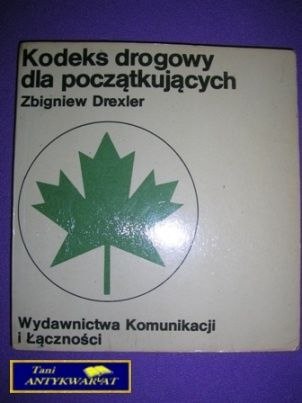 Kodeks drogowy
dla początkujących
Zbigniew Drexler
Wydawnictwa Komunikacji
i Łączności
Tani
ANTYKWARIAT